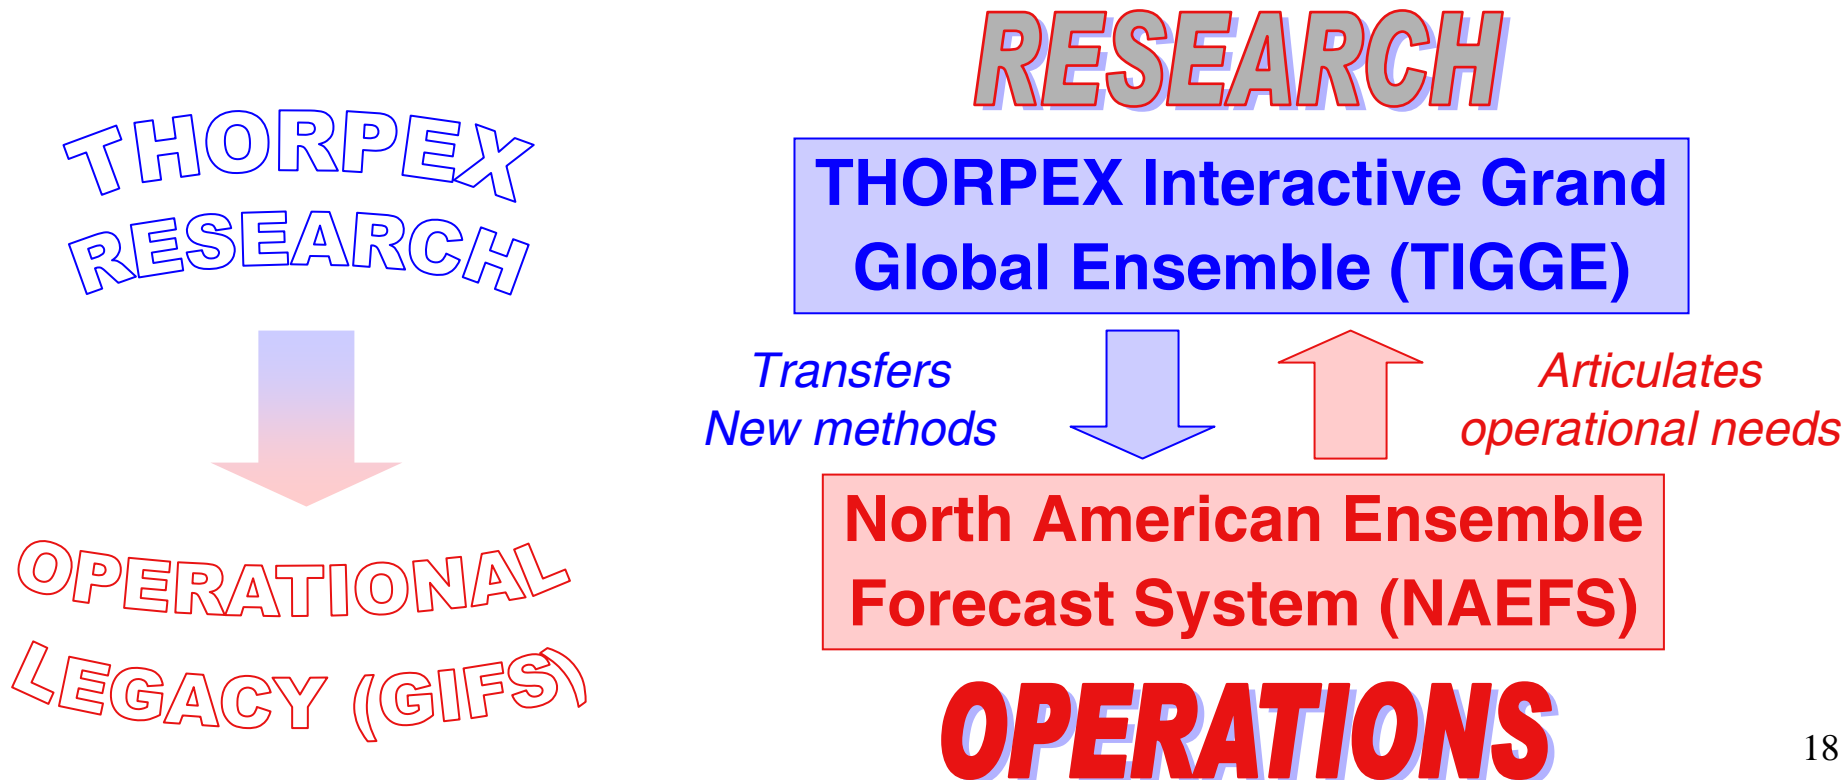 THORPEX
RESEARCH
OPERATIONAL
LEGACY (GIFS)
RESEARCH
THORPEX Interactive Grand
Global Ensemble (TIGGE)
Transfers
New methods
Articulates
operational needs
North American Ensemble
Forecast System (NAEFS)
OPERATIONS
18